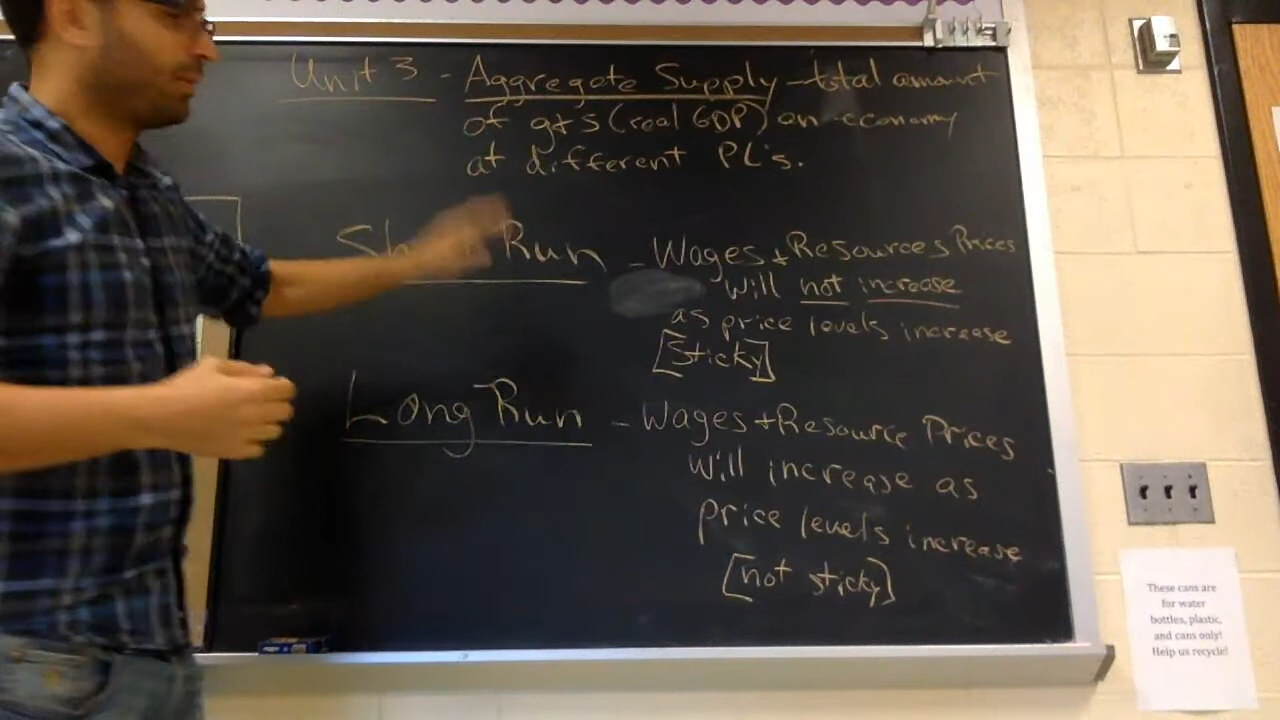 Unit 3 - Aggregate Supply - total amount
of g+s (real GDP) an economy
at different PL's.
Short Run - Wages + Resources Prices
will not increase
as price levels increase
[Sticky]
Long Run - Wages + Resource Prices
will increase as
price levels increase
[not sticky]
These cans are
for water
bottles, plastic,
and cans only!
Help us recycle!